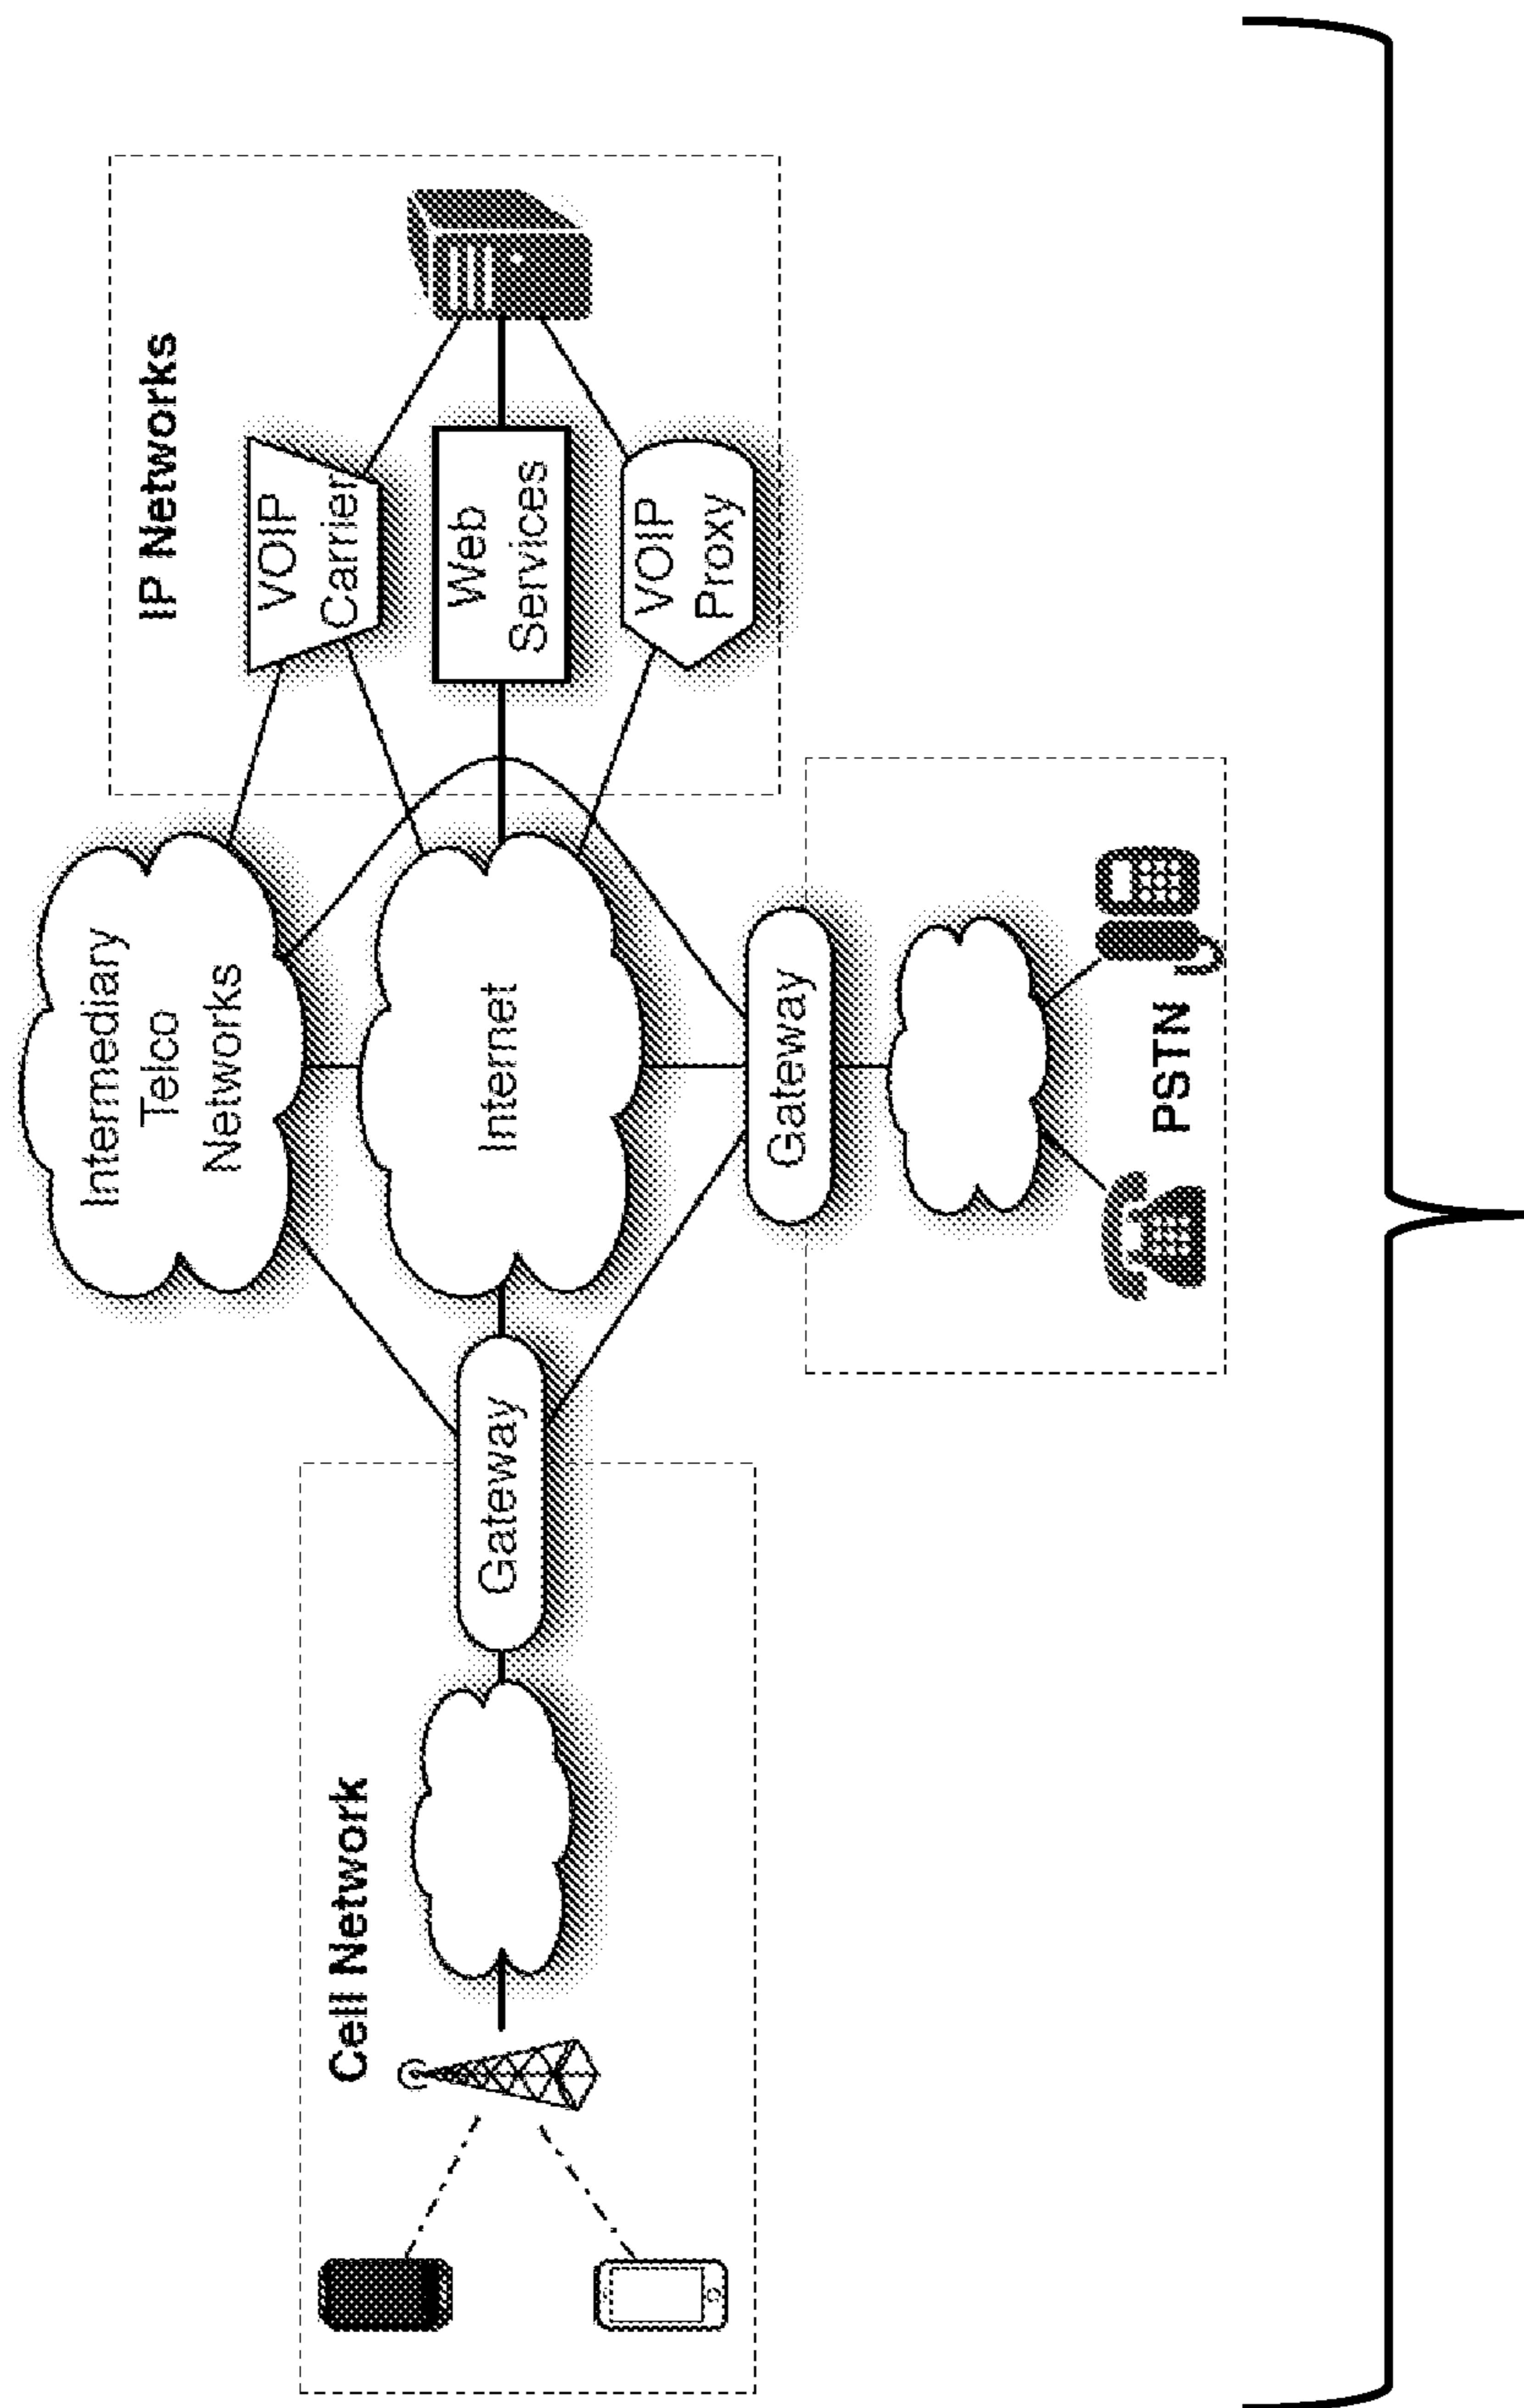 Cell Network
Gateway
Intermediary
Telco
Networks
Internet
Gateway
PSTN
IP Networks
VOIP
Carrier
Web
Services
VOIP
Proxy